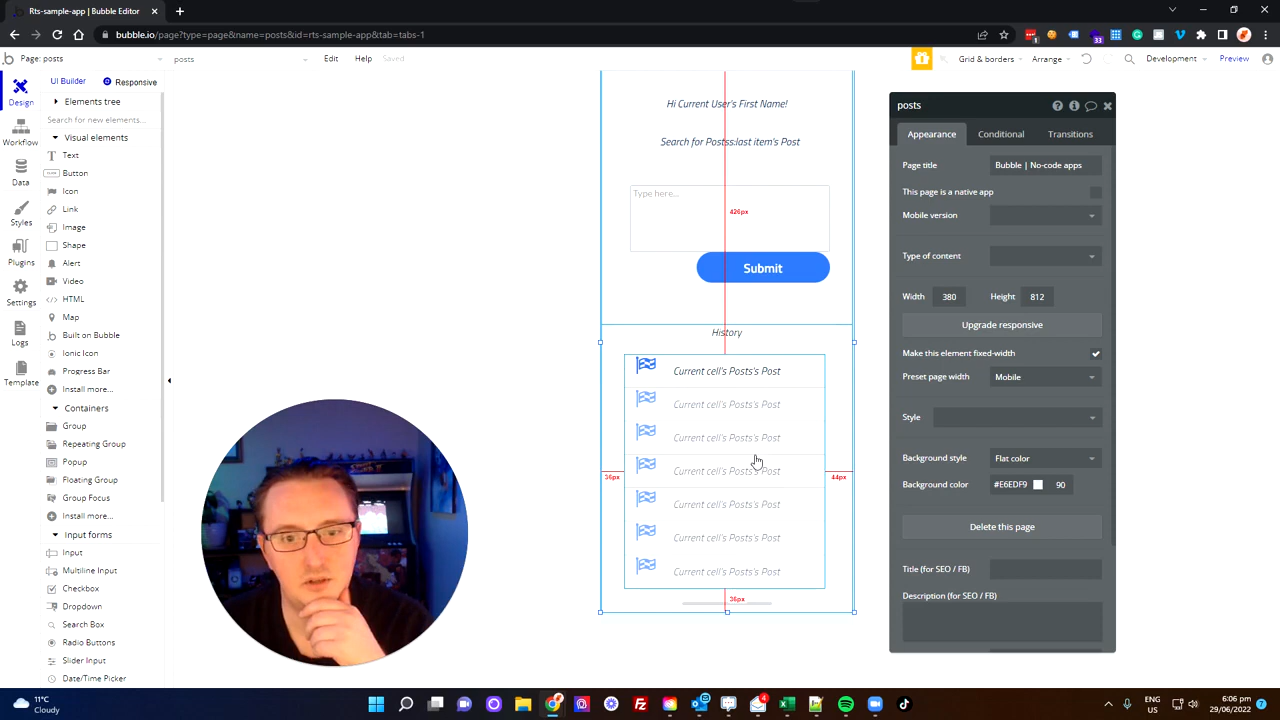 Rts-sample-app | Bubble Editor
bubble.io/page?type=page&name=posts&id=rts-sample-app&tab=tabs-1
Page: posts
posts
Edit
Help
Saved
Grid & borders
Arrange
Development
Preview
Design
Workflow
Data
Styles
Plugins
Settings
Logs
Template
UI Builder
Responsive
Elements tree
Search for new elements...
Visual elements
Text
Button
Icon
Link
Image
Shape
Alert
Video
HTML
Map
Built on Bubble
Ionic Icon
Progress Bar
Install more...
Containers
Group
Repeating Group
Popup
Floating Group
Group Focus
Install more...
Input forms
Input
Multiline Input
Checkbox
Dropdown
Search Box
Radio Buttons
Slider Input
Date/Time Picker
Hi Current User's First Name!
Search for Postss:last item's Post
Type here...
426px
Submit
History
Current cell's Posts's Post
Current cell's Posts's Post
Current cell's Posts's Post
Current cell's Posts's Post
Current cell's Posts's Post
Current cell's Posts's Post
Current cell's Posts's Post
36px
44px
36px
posts
Appearance
Conditional
Transitions
Page title
Bubble | No-code apps
This page is a native app
Mobile version
Type of content
Width
380
Height
812
Upgrade responsive
Make this element fixed-width
Preset page width
Mobile
Style
Background style
Flat color
Background color
#E6EDF9
90
Delete this page
Title (for SEO / FB)
Description (for SEO / FB)
11°C
Cloudy
4
ENG
US
6:06 pm
29/06/2022